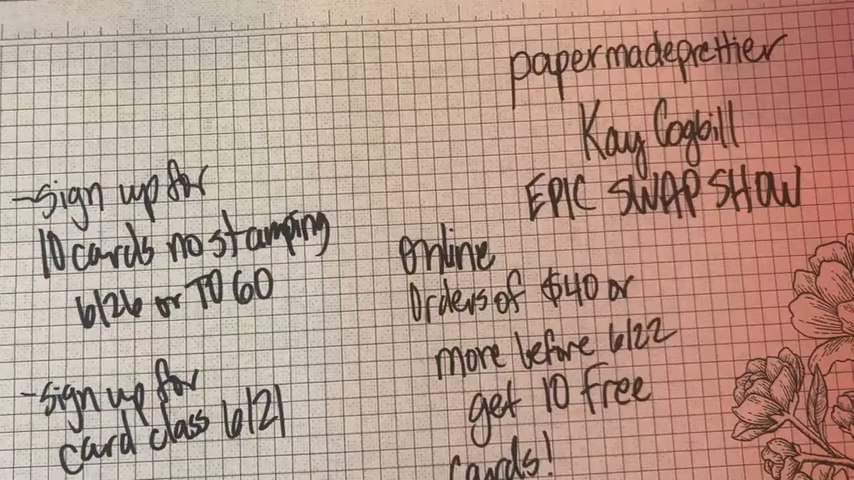 papermadeprettier
Kay Cogbill
EPIC SWAP SHOW
-sign up for
10 cards no stamping
6/26 or TO 60
-sign up for
card class 6/21
online
orders of $40 or
more before 6/22
get 10 free
cards!